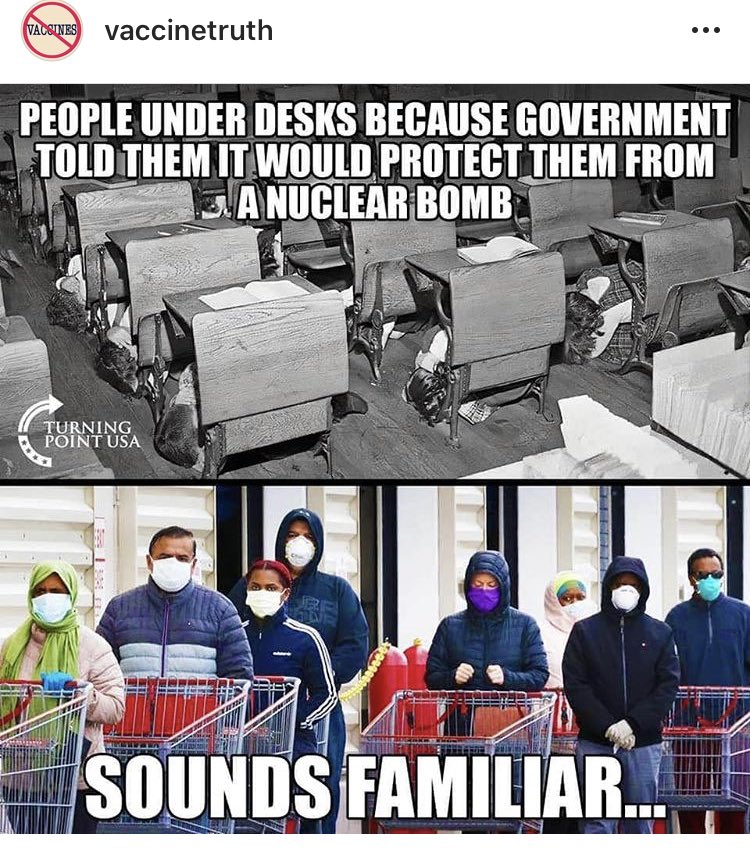 VACCINES
vaccinetruth
PEOPLE UNDER DESKS BECAUSE GOVERNMENT
TOLD THEM IT WOULD PROTECT THEM FROM
A NUCLEAR BOMB
TURNING
POINT USA
SOUNDS FAMILIAR...